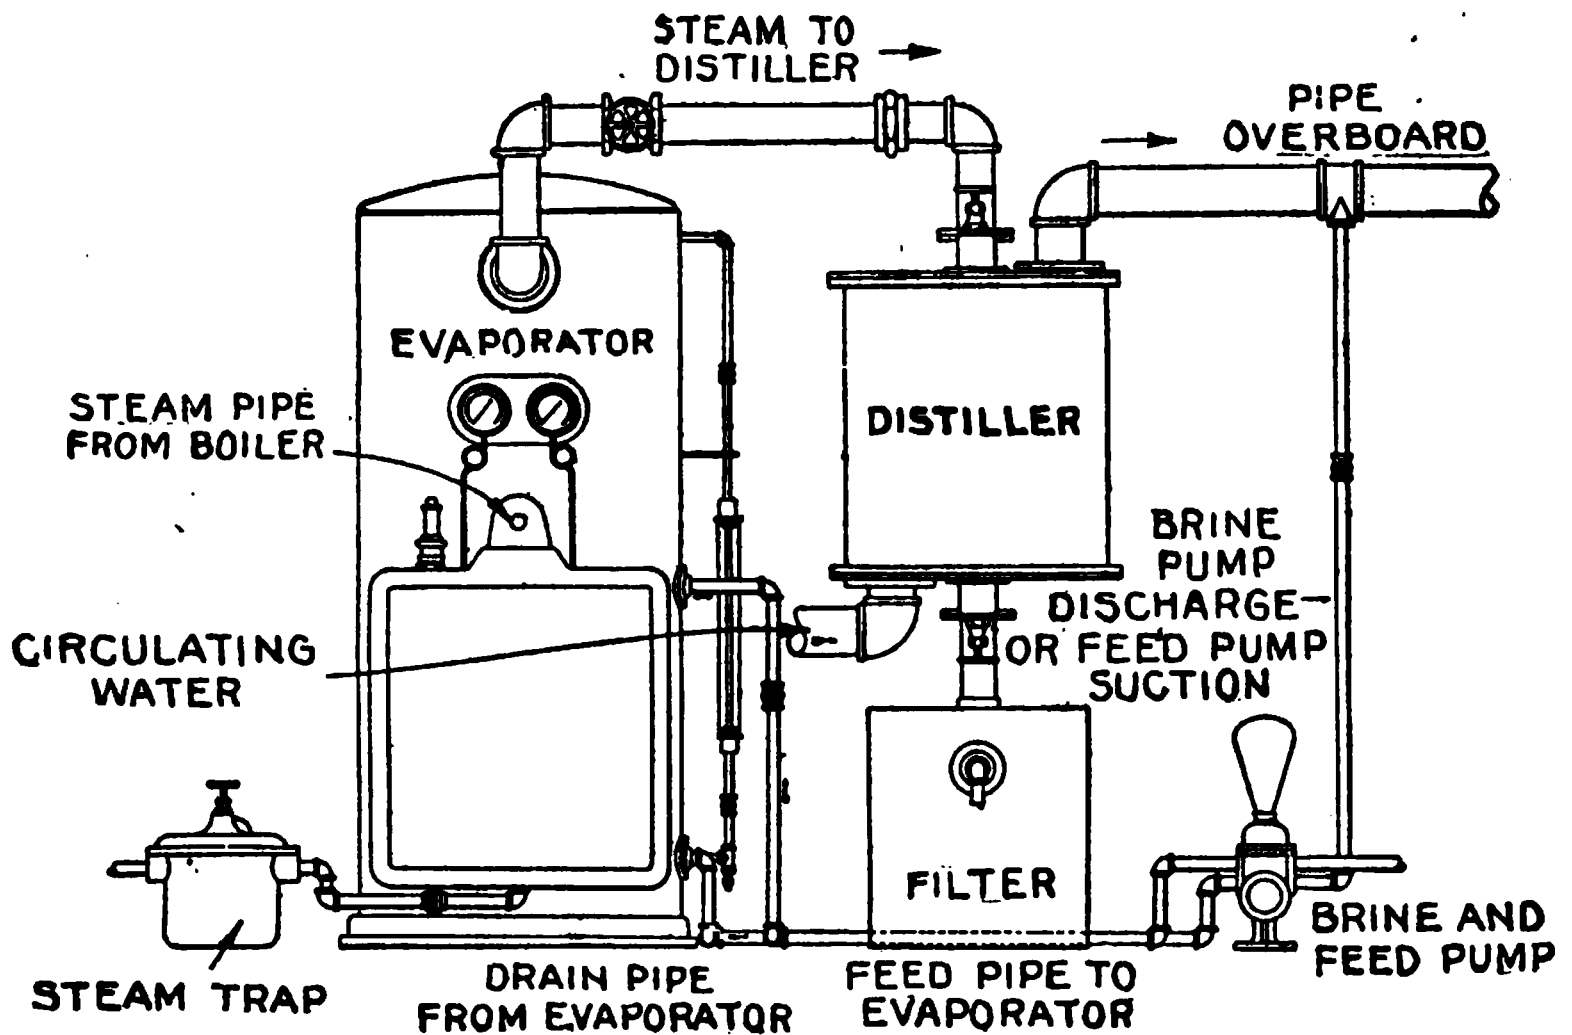 STEAM TO
DISTILLER
PIPE
OVERBOARD
EVAPORATOR
STEAM PIPE
FROM BOILER
DISTILLER
BRINE
PUMP
DISCHARGE-
OR FEED PUMP
SUCTION
CIRCULATING
WATER
FILTER
BRINE AND
FEED PUMP
STEAM TRAP
DRAIN PIPE
FROM EVAPORATOR
FEED PIPE TO
EVAPORATOR